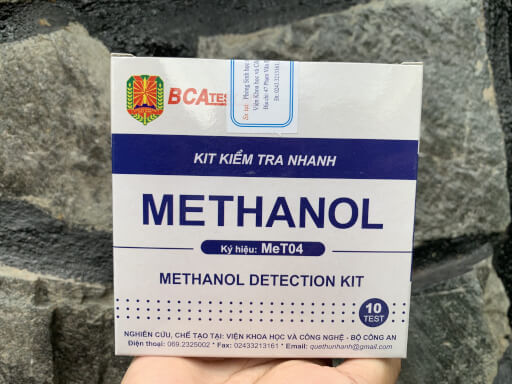 BCATES
KIT KIỂM TRA NHANH
METHANOL
Ký hiệu: MeT04
METHANOL DETECTION KIT
10
TEST
NGHIÊN CỨU, CHẾ TẠO TẠI: VIỆN KHOA HỌC VÀ CÔNG NGHỆ - BỘ CÔNG AN
Điện thoại: 069.2325002 * Fax: 02433213161 * Email: quethunhanh@gmail.com